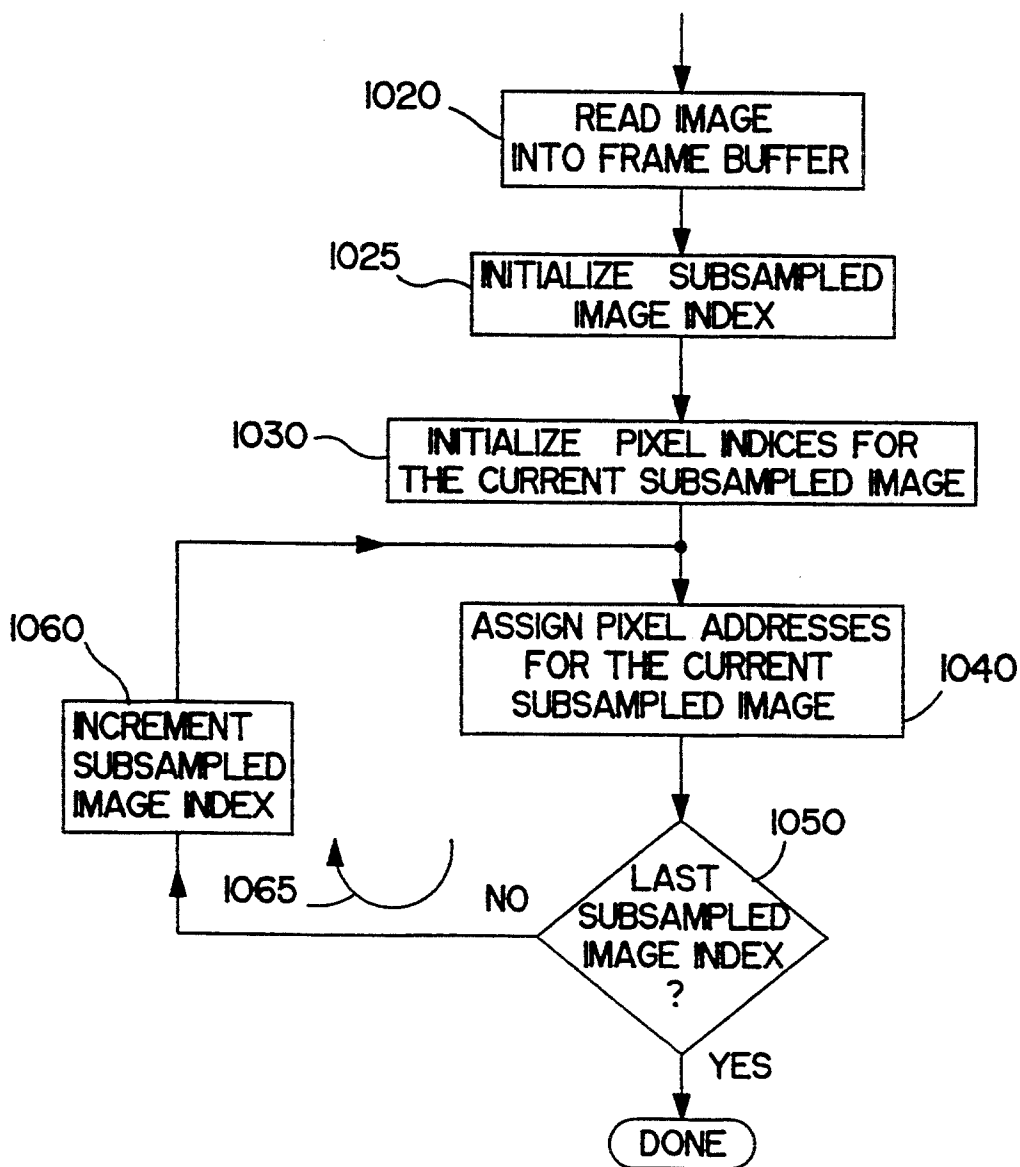 1020
READ IMAGE
INTO FRAME BUFFER
1025
INITIALIZE SUBSAMPLED
IMAGE INDEX
1030
INITIALIZE PIXEL INDICES FOR
THE CURRENT SUBSAMPLED IMAGE
1060
INCREMENT
SUBSAMPLED
IMAGE INDEX
ASSIGN PIXEL ADDRESSES
FOR THE CURRENT
SUBSAMPLED IMAGE
1040
1065
NO
1050
LAST
SUBSAMPLED
IMAGE INDEX
?
YES
DONE